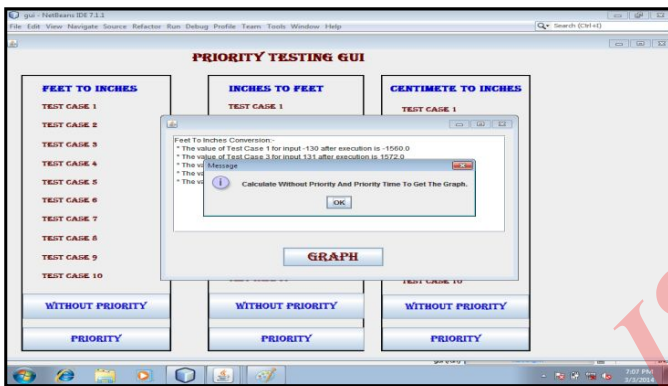 gui - NetBeans IDE 7.1.1
File Edit View Navigate Source Refactor Run Debug Profile Team Tools Window Help
Search (Ctrl+I)
PRIORITY TESTING GUI
FEET TO INCHES
TEST CASE 1
TEST CASE 2
TEST CASE 3
TEST CASE 4
TEST CASE 5
TEST CASE 6
TEST CASE 7
TEST CASE 8
TEST CASE 9
TEST CASE 10
WITHOUT PRIORITY
PRIORITY
INCHES TO FEET
TEST CASE 1
WITHOUT PRIORITY
PRIORITY
CENTIMETE TO INCHES
TEST CASE 1
TEST CASE 10
WITHOUT PRIORITY
PRIORITY
Feet To Inches Conversion:-
* The value of Test Case 1 for input -130 after execution is -1560.0
* The value of Test Case 3 for input 131 after execution is 1572.0
* The va
* The va
* The va
Message
Calculate Without Priority And Priority Time To Get The Graph.
OK
GRAPH
7:07 PM
3/3/2014